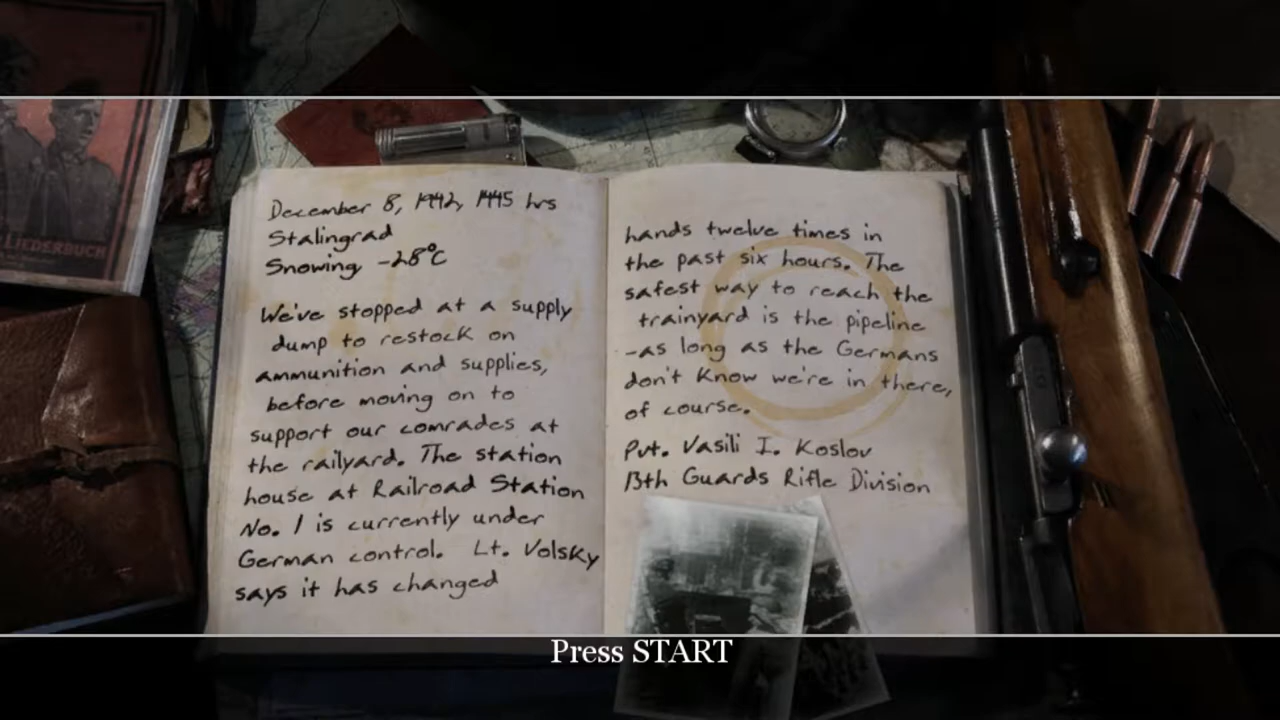 LIEDERBUCH
December 8, 1942, 1445 hrs
Stalingrad
Snowing -28°C
We've stopped at a supply
dump to restock on
ammunition and supplies,
before moving on to
support our comrades at
the railyard. The station
house at Railroad Station
No. 1 is currently under
German control. Lt. Volsky
says it has changed
hands twelve times in
the past six hours. The
safest way to reach the
trainyard is the pipeline
-as long as the Germans
don't know we're in there,
of course.
Pvt. Vasili I. Koslov
13th Guards Rifle Division
Press START